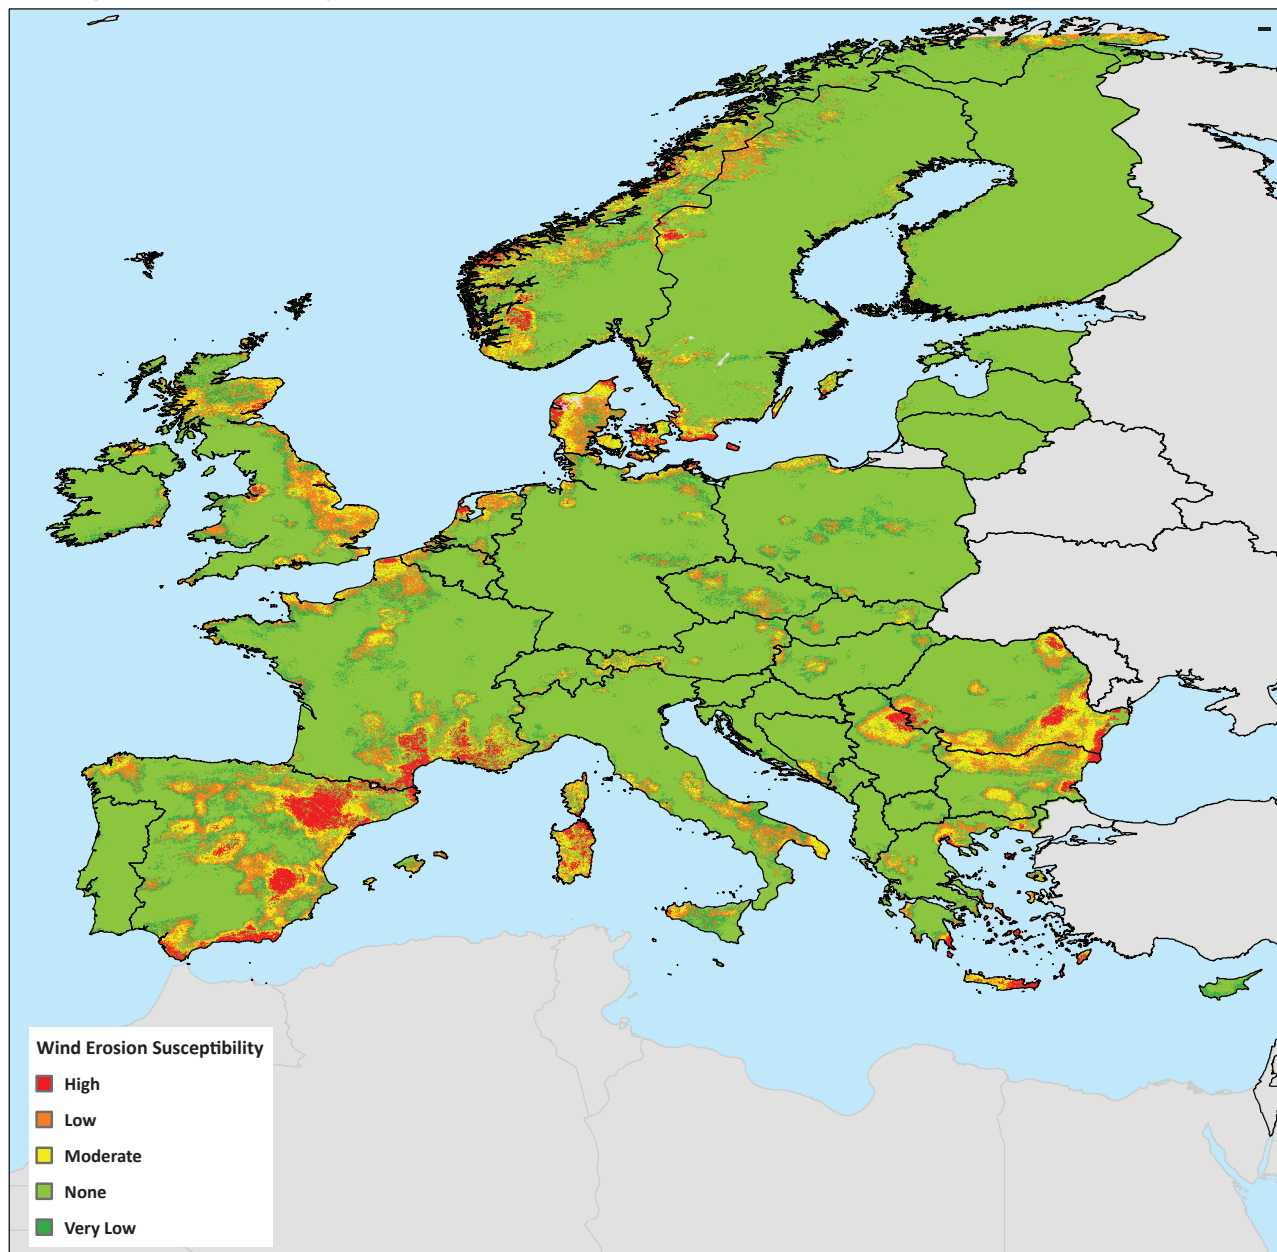 Wind Erosion Susceptibility
High
Low
Moderate
None
Very Low